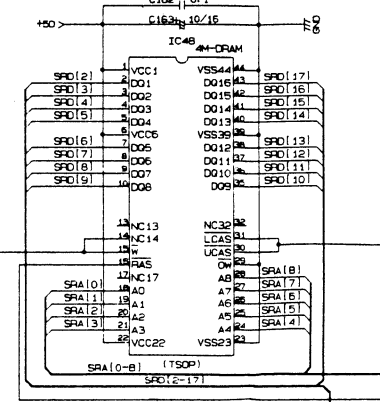 C162 0.1
+5D C163 10/16 GND
IC48
4M-DRAM
1 VCC1 VSS44 44
SRD[2] 2 DQ1 DQ16 43 SRD[17]
SRD[3] 3 DQ2 DQ15 42 SRD[16]
SRD[4] 4 DQ3 DQ14 41 SRD[15]
SRD[5] 5 DQ4 DQ13 40 SRD[14]
6 VCC6 VSS39 39
SRD[6] 7 DQ5 DQ12 38 SRD[13]
SRD[7] 8 DQ6 DQ11 37 SRD[12]
SRD[8] 9 DQ7 DQ10 36 SRD[11]
SRD[9] 10 DQ8 DQ9 35 SRD[10]
13 NC13 NC32 32
14 NC14 LCAS 31
15 W UCAS 30
16 RAS OW 29
17 NC17 A8 28 SRA[8]
SRA[0] 18 A0 A7 27 SRA[7]
SRA[1] 19 A1 A6 26 SRA[6]
SRA[2] 20 A2 A5 25 SRA[5]
SRA[3] 21 A3 A4 24 SRA[4]
22 VCC22 VSS23 23
SRA[0-8] (TSOP)
SRD[2-17]